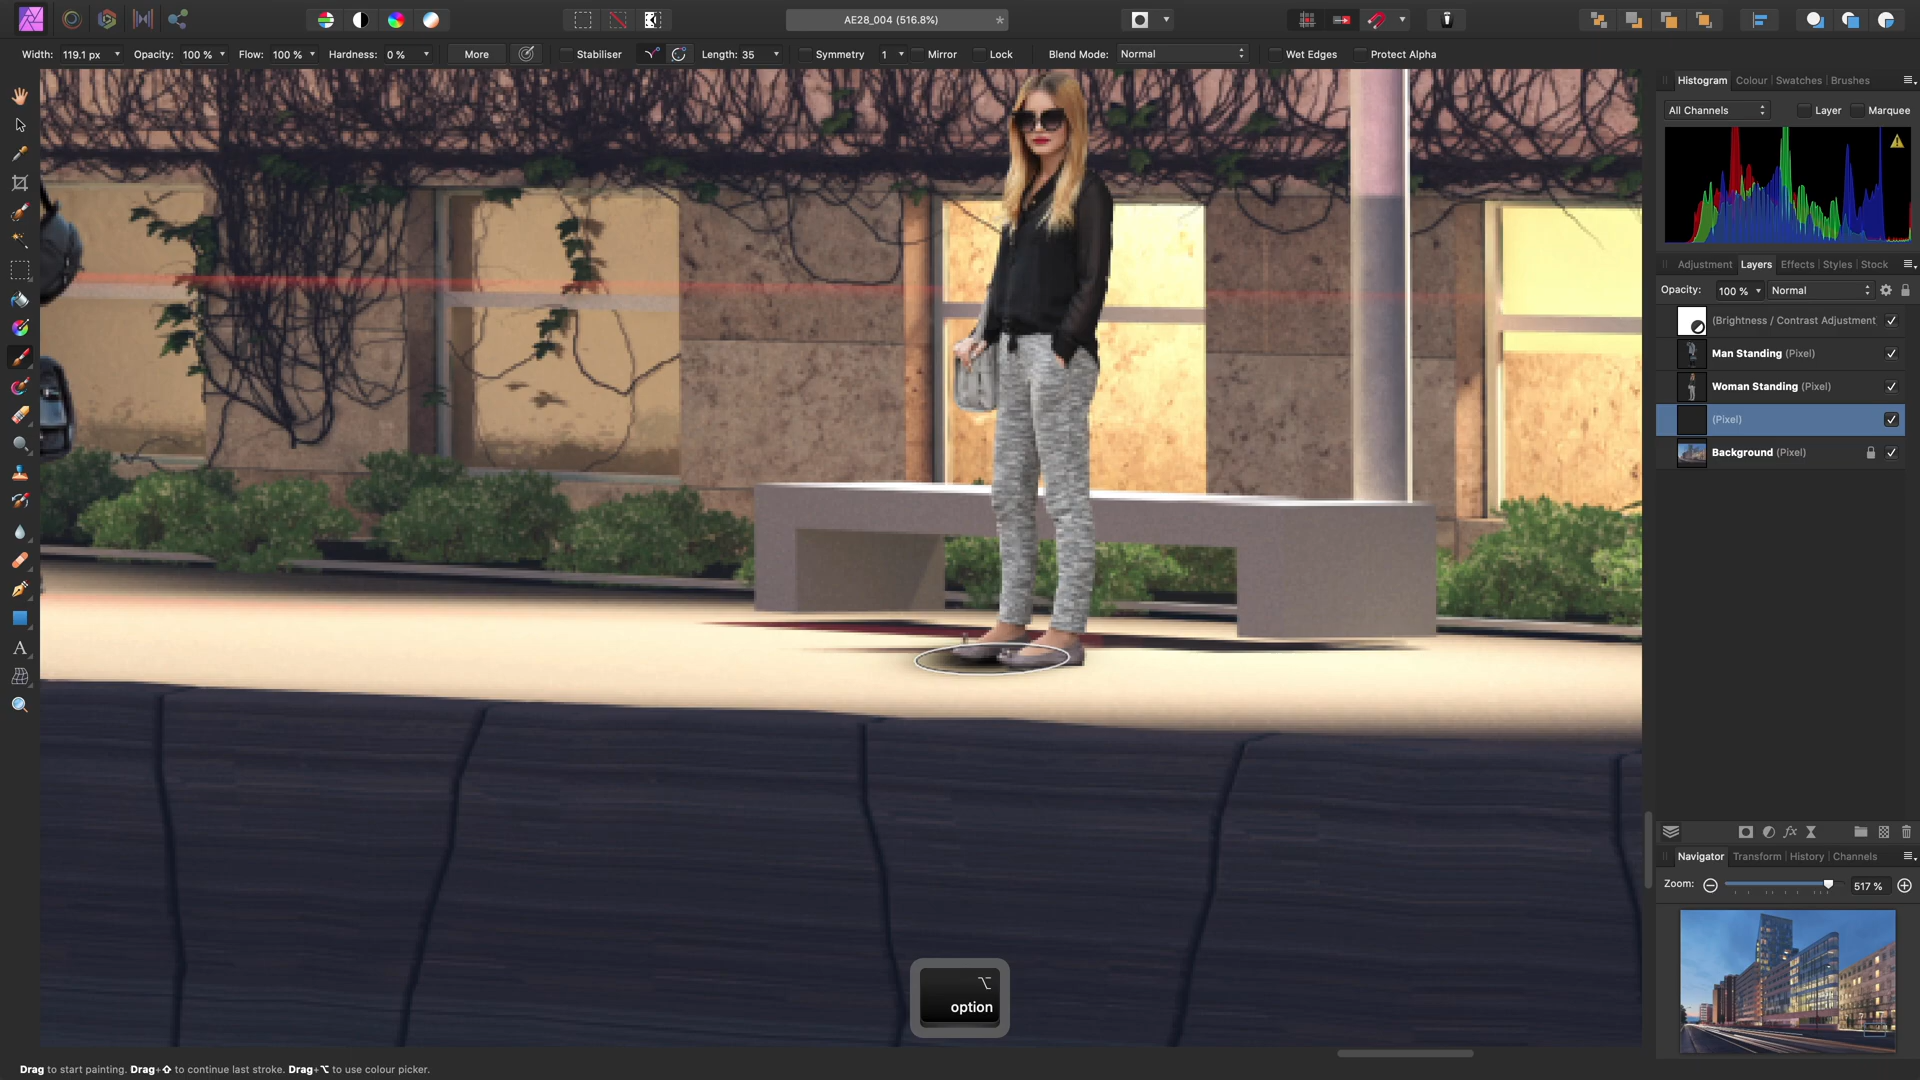 AE28_004 (516.8%)
*
Width: 119.1 px Opacity: 100 % Flow: 100 % Hardness: 0 % More Stabiliser Length: 35 Symmetry 1 Mirror Lock Blend Mode: Normal Wet Edges Protect Alpha
Histogram Colour Swatches Brushes
All Channels Layer Marquee
Adjustment Layers Effects Styles Stock
Opacity: 100 % Normal
(Brightness / Contrast Adjustment
Man Standing (Pixel)
Woman Standing (Pixel)
(Pixel)
Background (Pixel)
fx
Navigator Transform History Channels
Zoom: 517 %
⌥
option
Drag to start painting. Drag+⇧ to continue last stroke. Drag+⌥ to use colour picker.